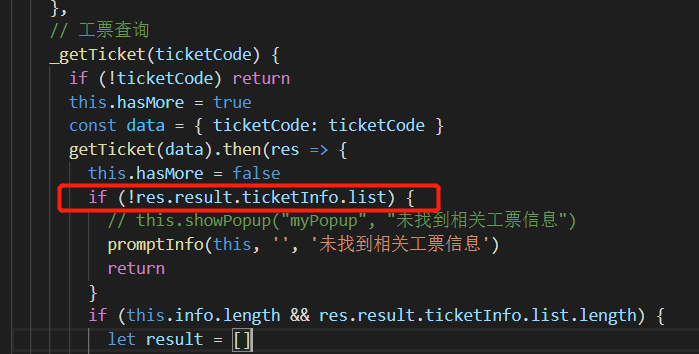 },
// 工票查询
_getTicket(ticketCode) {
if (!ticketCode) return
this.hasMore = true
const data = { ticketCode: ticketCode }
getTicket(data).then(res => {
this.hasMore = false
if (!res.result.ticketInfo.list) {
// this.showPopup("myPopup", "未找到相关工票信息")
promptInfo(this, '', '未找到相关工票信息')
return
}
if (this.info.length && res.result.ticketInfo.list.length) {
let result = []